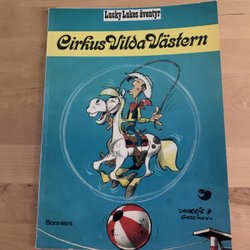 Lucky Lukes äventyr
Cirkus Vilda Västern
MORRIS &
GOSCINNY-
Bonniers